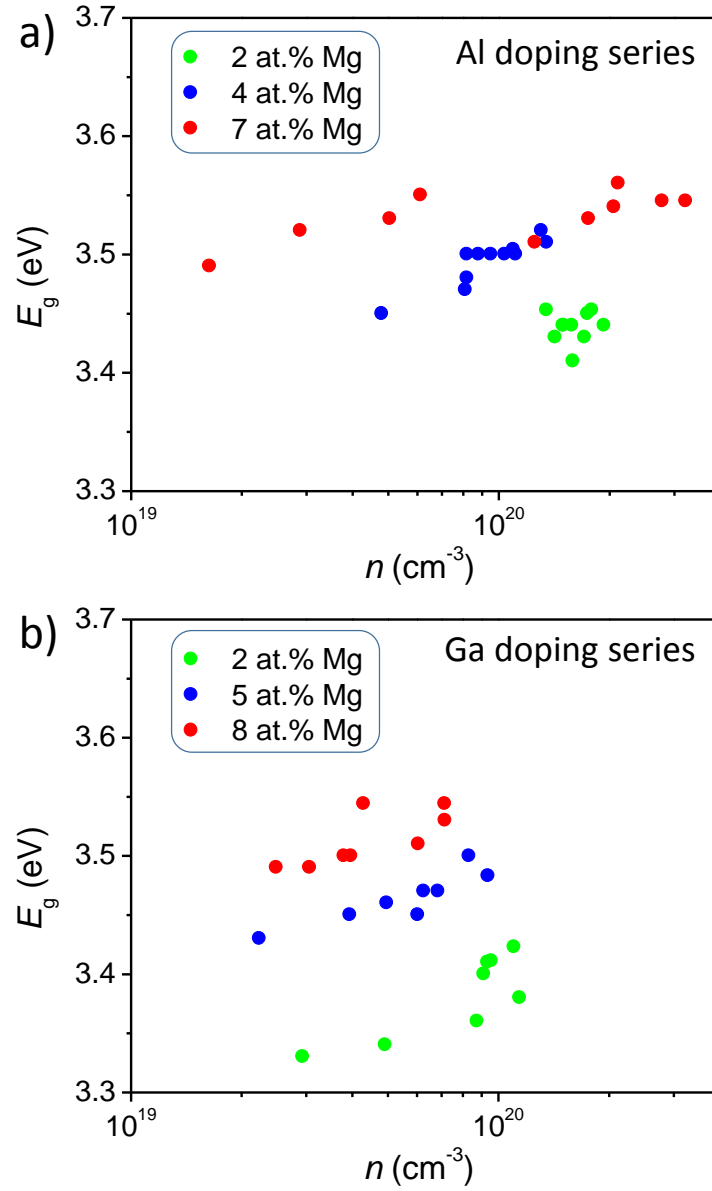 a)
Al doping series
2 at.% Mg
4 at.% Mg
7 at.% Mg
3.7
3.6
3.5
3.4
3.3
E_g (eV)
10^19
10^20
n (cm^-3)
b)
Ga doping series
2 at.% Mg
5 at.% Mg
8 at.% Mg
3.7
3.6
3.5
3.4
3.3
E_g (eV)
10^19
10^20
n (cm^-3)